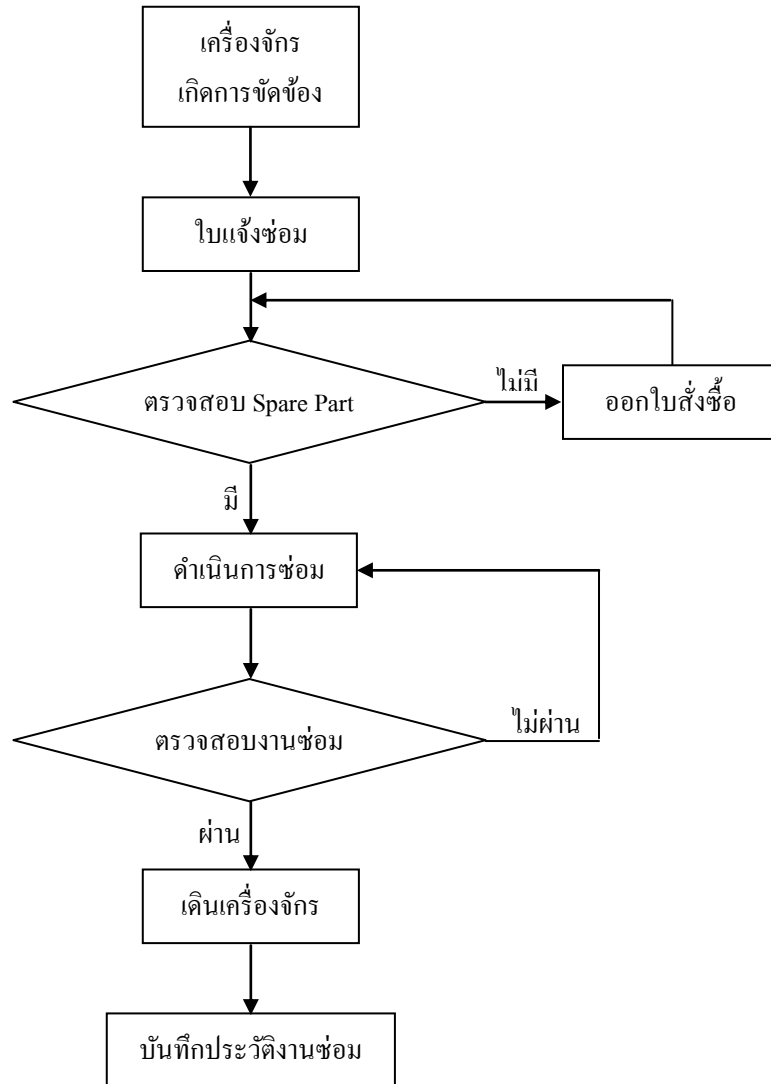 เครื่องจักร
เกิดการขัดข้อง
ใบแจ้งซ่อม
ตรวจสอบ Spare Part
ไม่มี
ออกใบสั่งซื้อ
มี
ดำเนินการซ่อม
ตรวจสอบงานซ่อม
ไม่ผ่าน
ผ่าน
เดินเครื่องจักร
บันทึกประวัติงานซ่อม